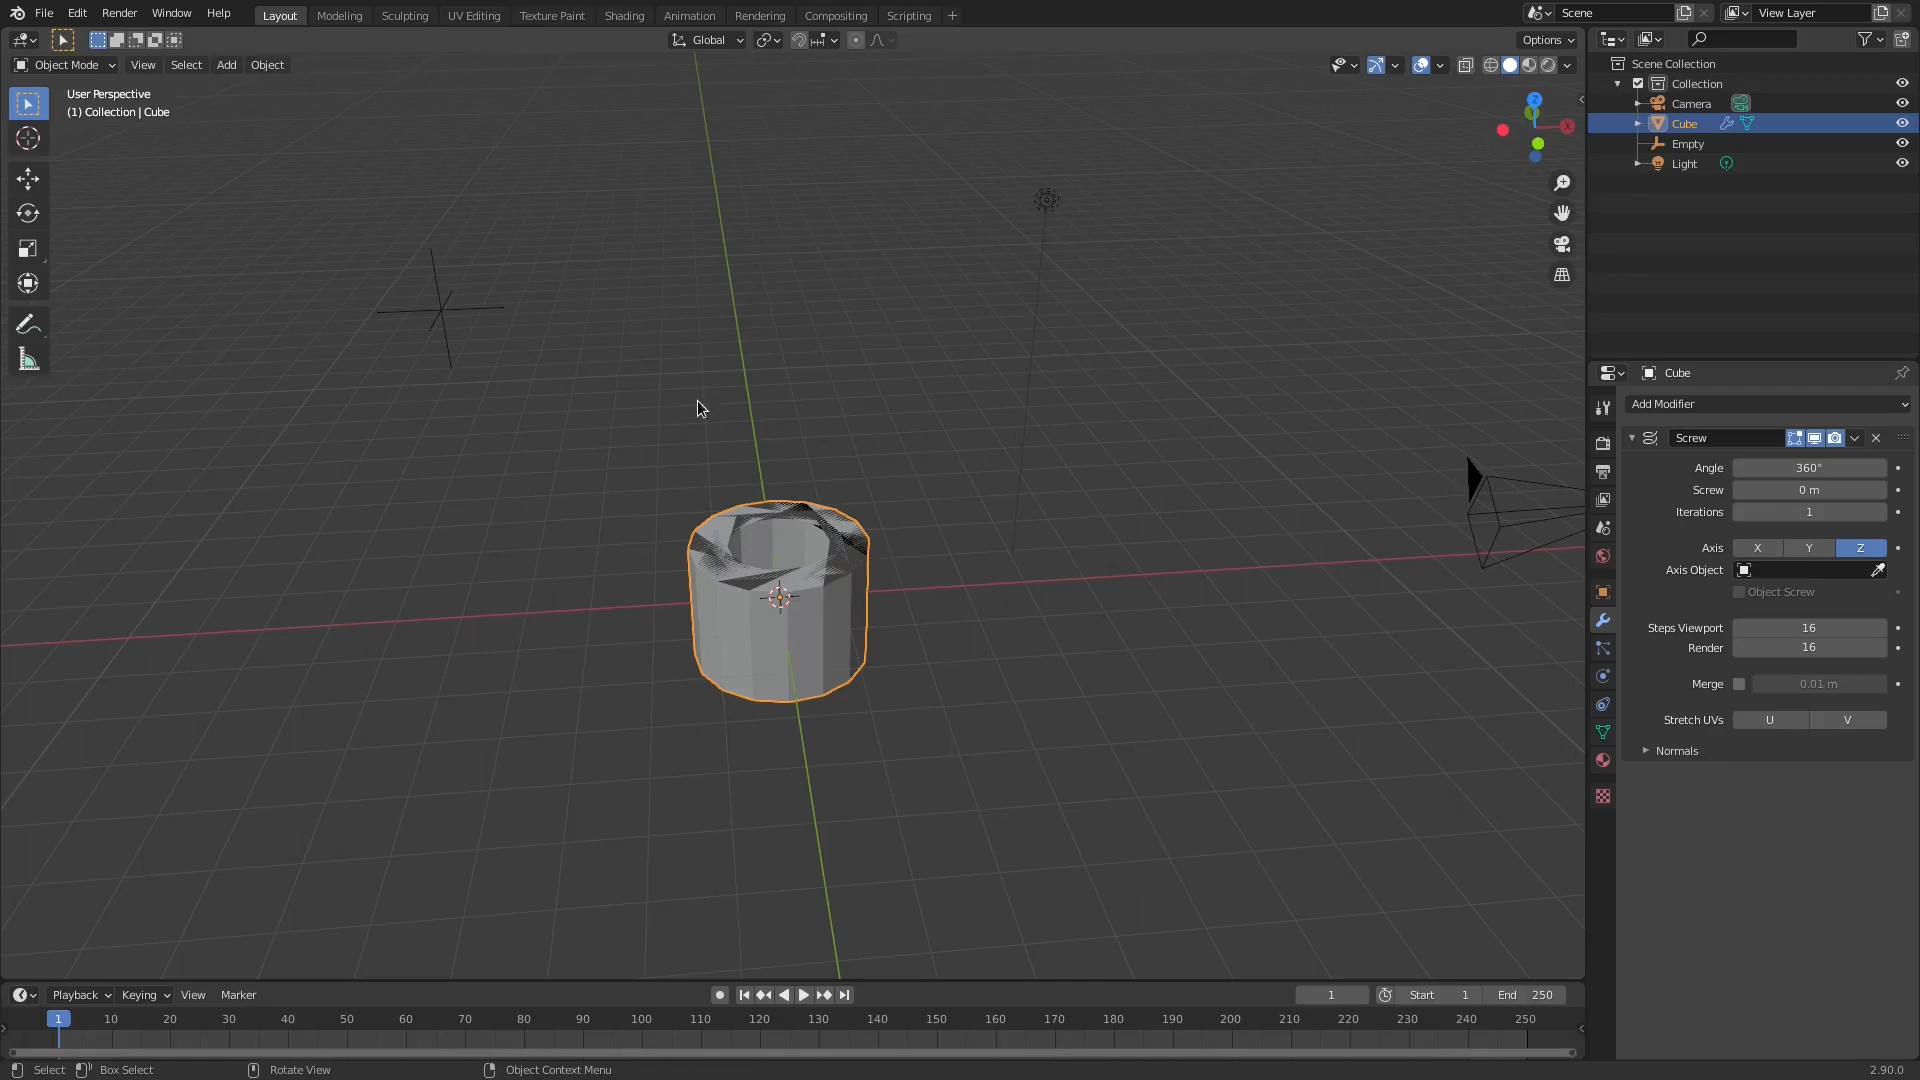 File Edit Render Window Help Layout Modeling Sculpting UV Editing Texture Paint Shading Animation Rendering Compositing Scripting + Scene View Layer
Global Options
Object Mode View Select Add Object
User Perspective
(1) Collection | Cube
Z
X
Scene Collection
Collection
Camera
Cube
Empty
Light
Cube
Add Modifier
Screw
Angle 360°
Screw 0 m
Iterations 1
Axis X Y Z
Axis Object
Object Screw
Steps Viewport 16
Render 16
Merge 0.01 m
Stretch UVs U V
Normals
Playback Keying View Marker 1 Start 1 End 250
1 10 20 30 40 50 60 70 80 90 100 110 120 130 140 150 160 170 180 190 200 210 220 230 240 250
Select Box Select Rotate View Object Context Menu 2.90.0